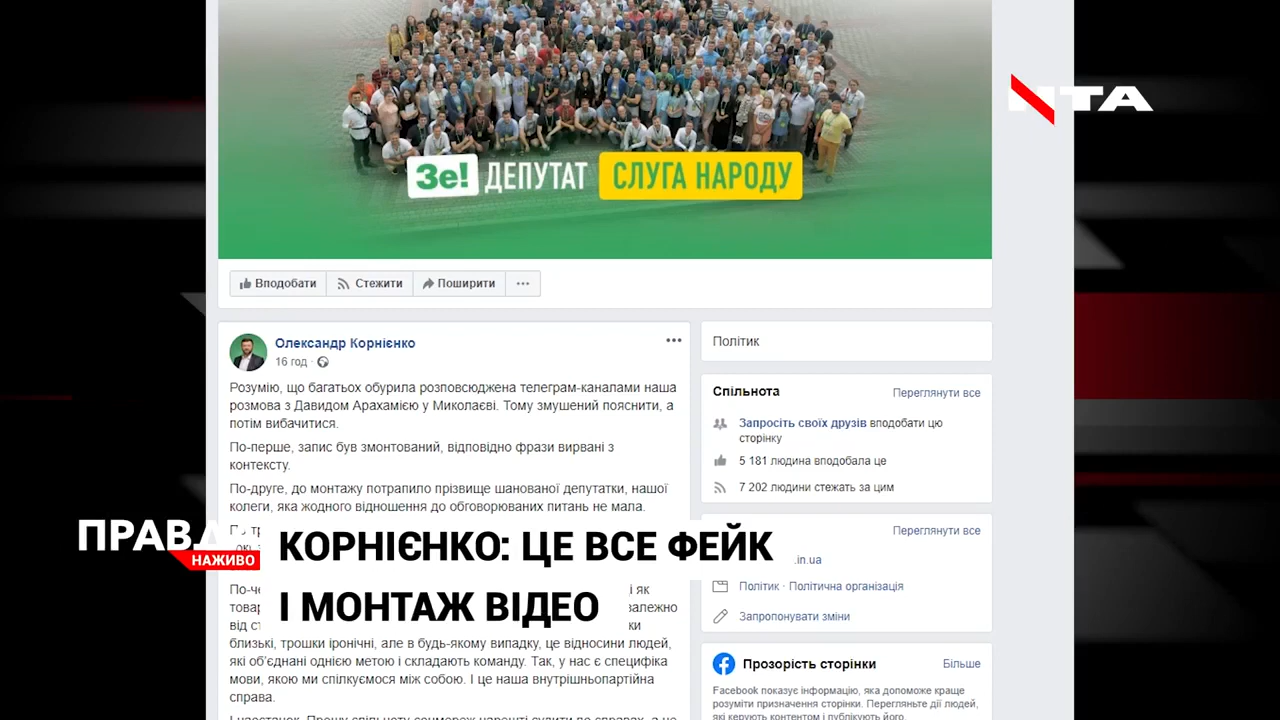 Зе! ДЕПУТАТ СЛУГА НАРОДУ
NTA
Вподобати Стежити Поширити
Олександр Корнієнко
16 год
Розумію, що багатьох обурила розповсюджена телеграм-каналами наша
розмова з Давидом Арахамією у Миколаєві. Тому змушений пояснити, а
потім вибачитися.
По-перше, запис був змонтований, відповідно фрази вирвані з
контексту.
По-друге, до монтажу потрапило прізвище шанованої депутатки, нашої
колеги, яка жодного відношення до обговорюваних питань не мала.
близькі, трошки іронічні, але в будь-якому випадку, це відносини людей,
які об'єднані однією метою і складають команду. Так, у нас є специфіка
мови, якою ми спілкуємося між собою. І це наша внутрішньопартійна
справа.
Політик
Спільнота Переглянути все
Запросіть своїх друзів вподобати цю
сторінку
5 181 людина вподобала це
7 202 людини стежать за цим
Переглянути все
.in.ua
Політик · Політична організація
Запропонувати зміни
Прозорість сторінки Більше
Facebook показує інформацію, яка допоможе краще
розуміти призначення сторінки. Перегляньте дії людей,
які керують контентом і публікують його.
ПРАВДА
НАЖИВО
КОРНІЄНКО: ЦЕ ВСЕ ФЕЙК
І МОНТАЖ ВІДЕО